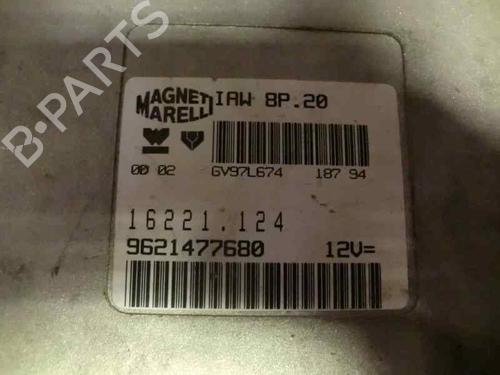 B-Parts
MAGNETI MARELLI IAW 8P.20
00 02 GV97L674 187 94
16221.124
9621477680 12V=